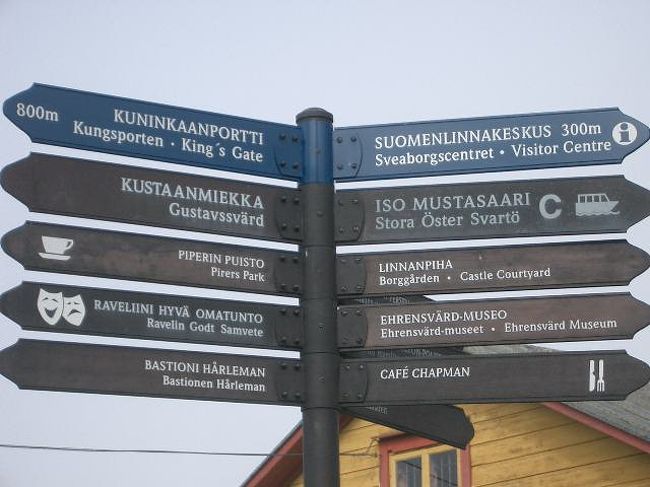 800m KUNINKAANPORTTI
Kungsporten · King´s Gate
KUSTAANMIEKKA
Gustavssvärd
PIPERIN PUISTO
Pirers Park
RAVELIINI HYVÄ OMATUNTO
Ravelin Godt Samvete
BASTIONI HÅRLEMAN
Bastionen Hårleman
SUOMENLINNAKESKUS 300m i
Sveaborgscentret · Visitor Centre
ISO MUSTASAARI C
Stora Öster Svartö
LINNANPIHA
Borggården · Castle Courtyard
EHRENSVÄRD-MUSEO
Ehrensvärd-museet · Ehrensvärd Museum
CAFÉ CHAPMAN